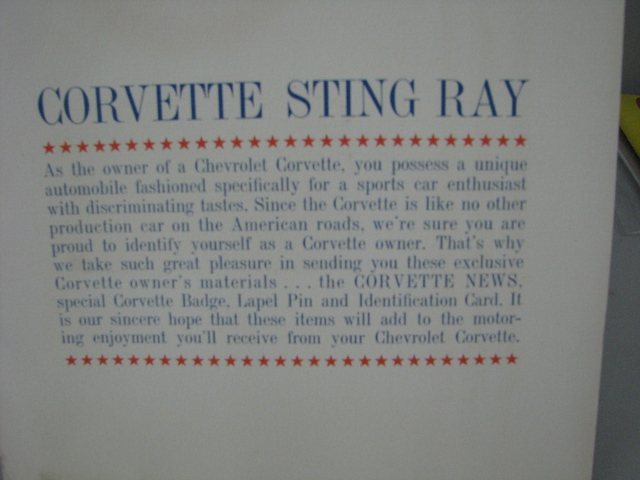 CORVETTE STING RAY
As the owner of a Chevrolet Corvette, you possess a unique
automobile fashioned specifically for a sports car enthusiast
with discriminating tastes. Since the Corvette is like no other
production car on the American roads, we're sure you are
proud to identify yourself as a Corvette owner. That's why
we take such great pleasure in sending you these exclusive
Corvette owner's materials . . . the CORVETTE NEWS,
special Corvette Badge, Lapel Pin and Identification Card. It
is our sincere hope that these items will add to the motor-
ing enjoyment you'll receive from your Chevrolet Corvette.